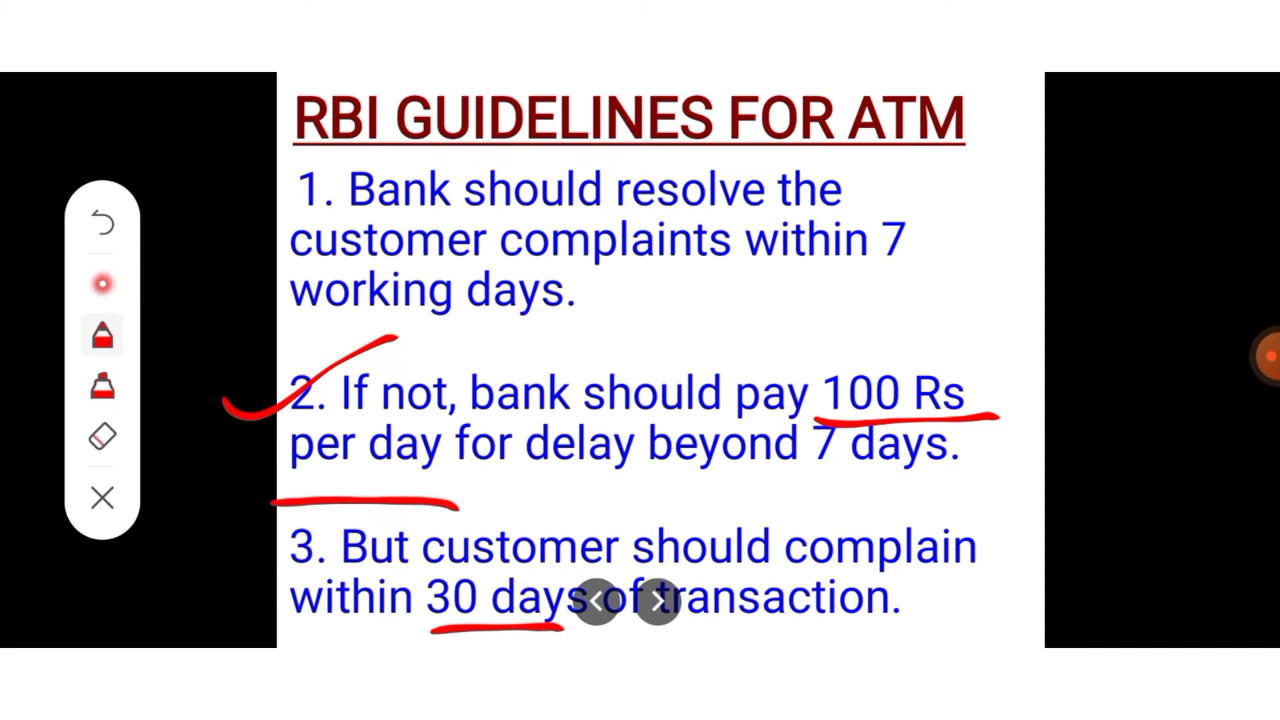 RBI GUIDELINES FOR ATM
1. Bank should resolve the
customer complaints within 7
working days.
2. If not, bank should pay 100 Rs
per day for delay beyond 7 days.
3. But customer should complain
within 30 days of transaction.